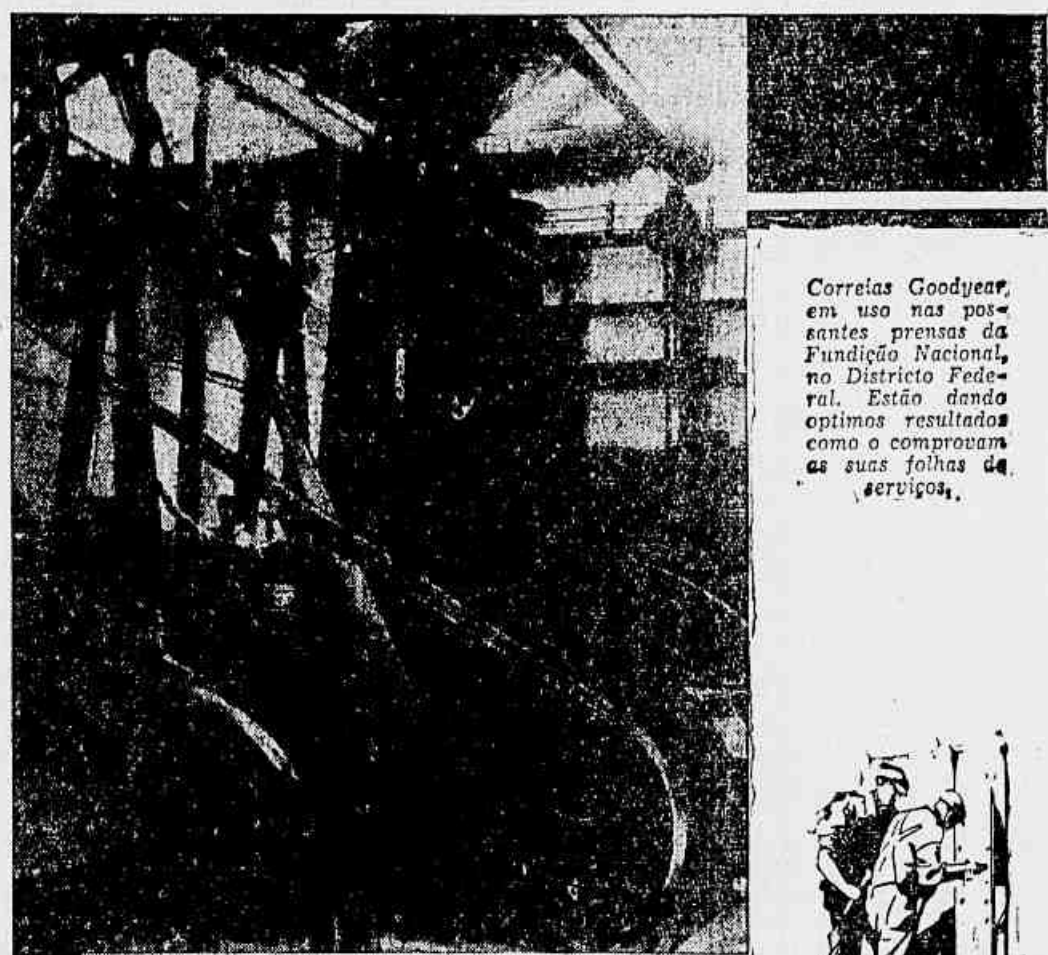 Correias Goodyear,
em uso nas pos-
santes prensas da
Fundição Nacional,
no Districto Fede-
ral. Estão dando
optimos resultados
como o comprovam
as suas folhas de
serviços.